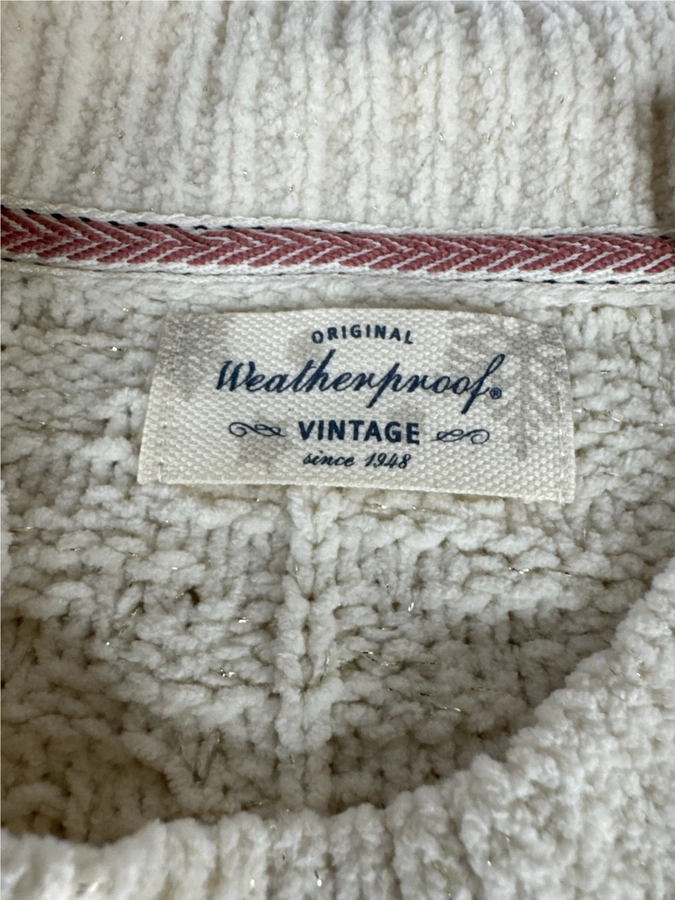 ORIGINAL
Weatherproof®
VINTAGE
since 1948